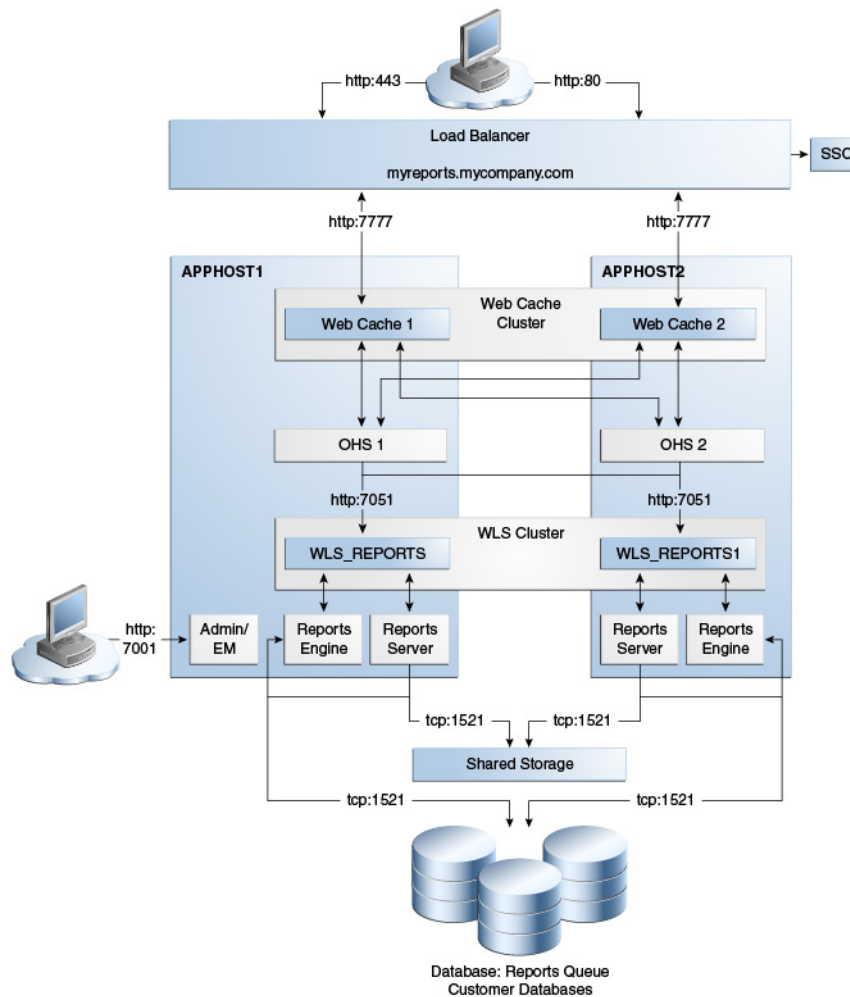 http:443
http:80
Load Balancer
myreports.mycompany.com
SSO
http:7777
http:7777
APPHOST1
APPHOST2
Web Cache
Cluster
Web Cache 1
Web Cache 2
OHS 1
OHS 2
http:7051
http:7051
WLS Cluster
WLS_REPORTS
WLS_REPORTS1
http:
7001
Admin/
EM
Reports
Engine
Reports
Server
Reports
Server
Reports
Engine
tcp:1521
tcp:1521
Shared Storage
tcp:1521
tcp:1521
Database: Reports Queue
Customer Databases